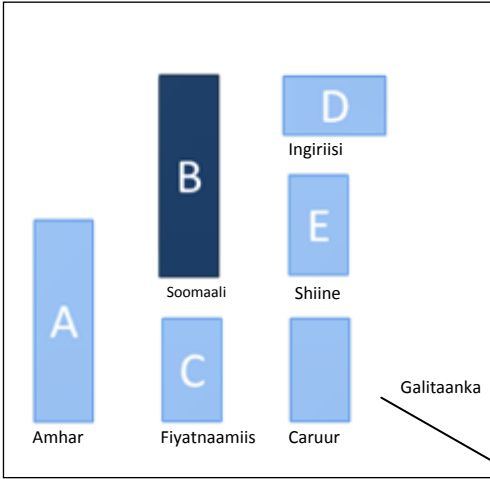 D
Ingiriisi
B
E
Soomaali
Shiine
A
C
Galitaanka
Amhar
Fiyatnaamiis
Caruur